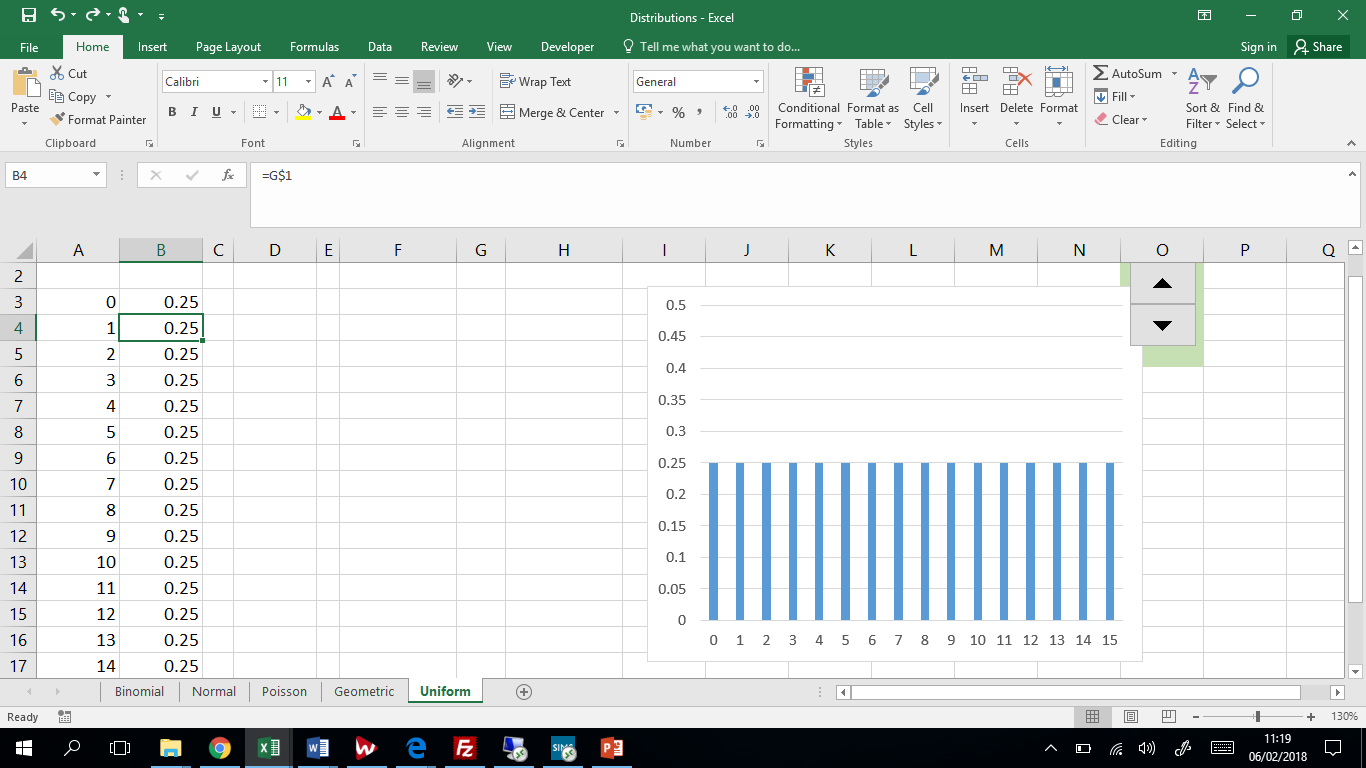 Distributions - Excel
File Home Insert Page Layout Formulas Data Review View Developer Tell me what you want to do... Sign in Share
Cut
Copy
Format Painter
Paste
Clipboard
Calibri 11
B I U
Font
Wrap Text
Merge & Center
Alignment
General
%
Number
Conditional Formatting
Format as Table
Cell Styles
Styles
Insert Delete Format
Cells
AutoSum
Fill
Clear
Sort & Filter
Find & Select
Editing
B4 fx =G$1
A B C D E F G H I J K L M N O P Q
2
3 0 0.25
4 1 0.25
5 2 0.25
6 3 0.25
7 4 0.25
8 5 0.25
9 6 0.25
10 7 0.25
11 8 0.25
12 9 0.25
13 10 0.25
14 11 0.25
15 12 0.25
16 13 0.25
17 14 0.25
0.5
0.45
0.4
0.35
0.3
0.25
0.2
0.15
0.1
0.05
0
0 1 2 3 4 5 6 7 8 9 10 11 12 13 14 15
Binomial Normal Poisson Geometric Uniform
Ready 130%
11:19
06/02/2018